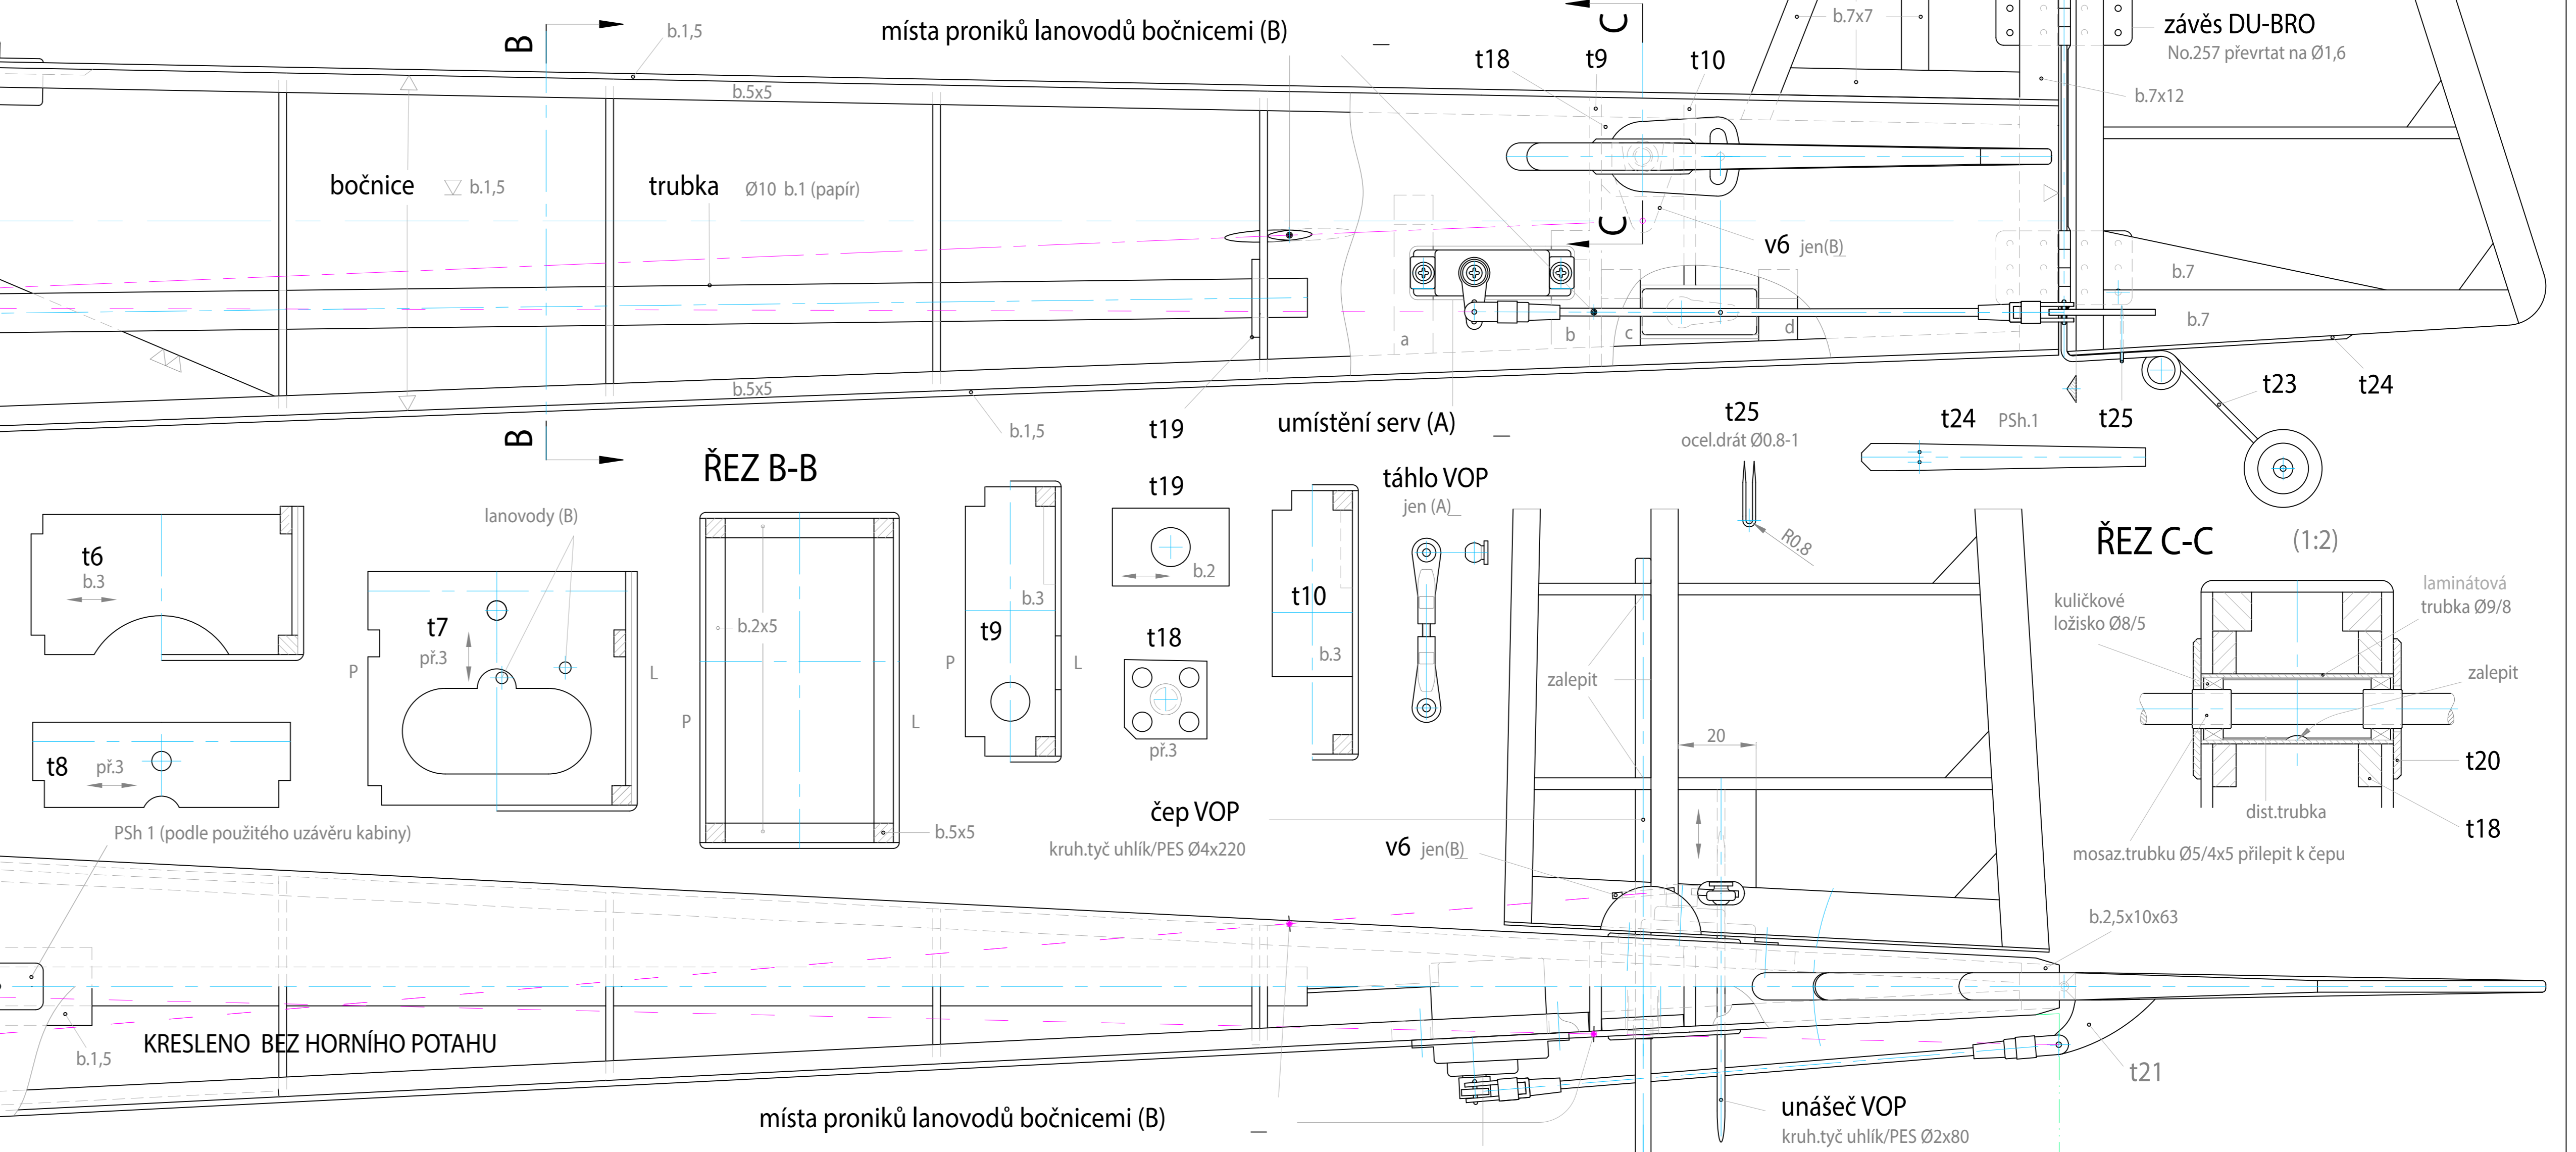 B
b.1,5
místa proniků lanovodů bočnicemi (B)
C
b.7x7
závěs DU-BRO
No.257 převrtat na Ø1,6
t18
t9
t10
b.7x12
b.5x5
bočnice
b.1,5
trubka
Ø10 b.1 (papír)
C
v6 jen(B)
b.7
b.7
a
b
c
d
b.5x5
B
b.1,5
t19
umístění serv (A)
t25
ocel.drát Ø0.8-1
t24 PSh.1
t25
t23
t24
ŘEZ B-B
t19
b.2
táhlo VOP
jen (A)
R0.8
ŘEZ C-C
(1:2)
lanovody (B)
t6
b.3
t7
př.3
P
L
b.2x5
P
L
b.5x5
b.3
t9
P
L
t18
př.3
t10
b.3
zalepit
20
kuličkové
ložisko Ø8/5
laminátová
trubka Ø9/8
zalepit
t20
dist.trubka
t18
mosaz.trubku Ø5/4x5 přilepit k čepu
t8
př.3
PSh 1 (podle použitého uzávěru kabiny)
čep VOP
kruh.tyč uhlík/PES Ø4x220
v6 jen(B)
b.2,5x10x63
b.1,5
KRESLENO BEZ HORNÍHO POTAHU
t21
místa proniků lanovodů bočnicemi (B)
unášeč VOP
kruh.tyč uhlík/PES Ø2x80